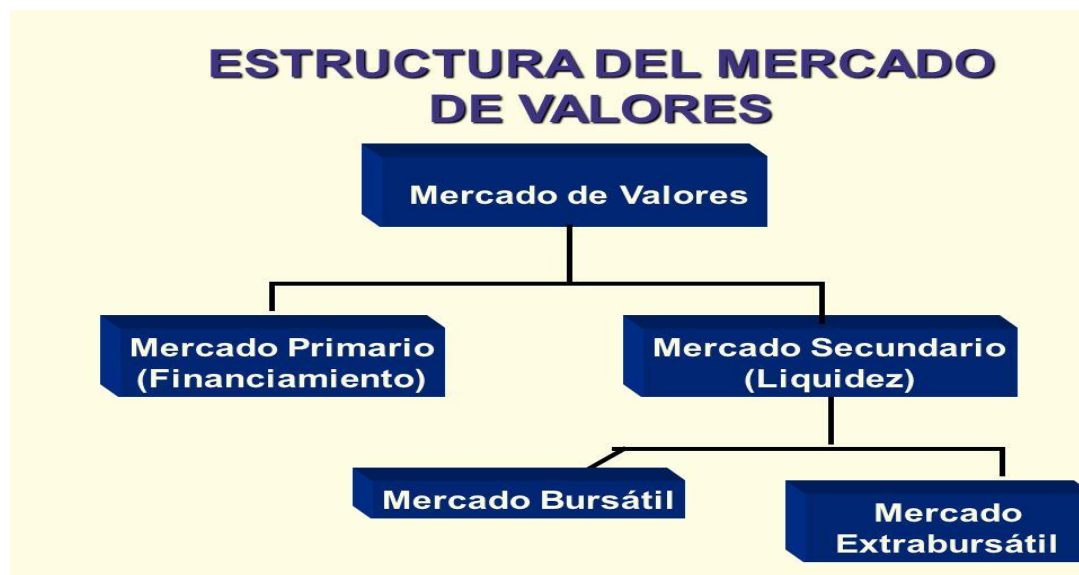 ESTRUCTURA DEL MERCADO
DE VALORES
Mercado de Valores
Mercado Primario
(Financiamiento)
Mercado Secundario
(Liquidez)
Mercado Bursátil
Mercado
Extrabursátil